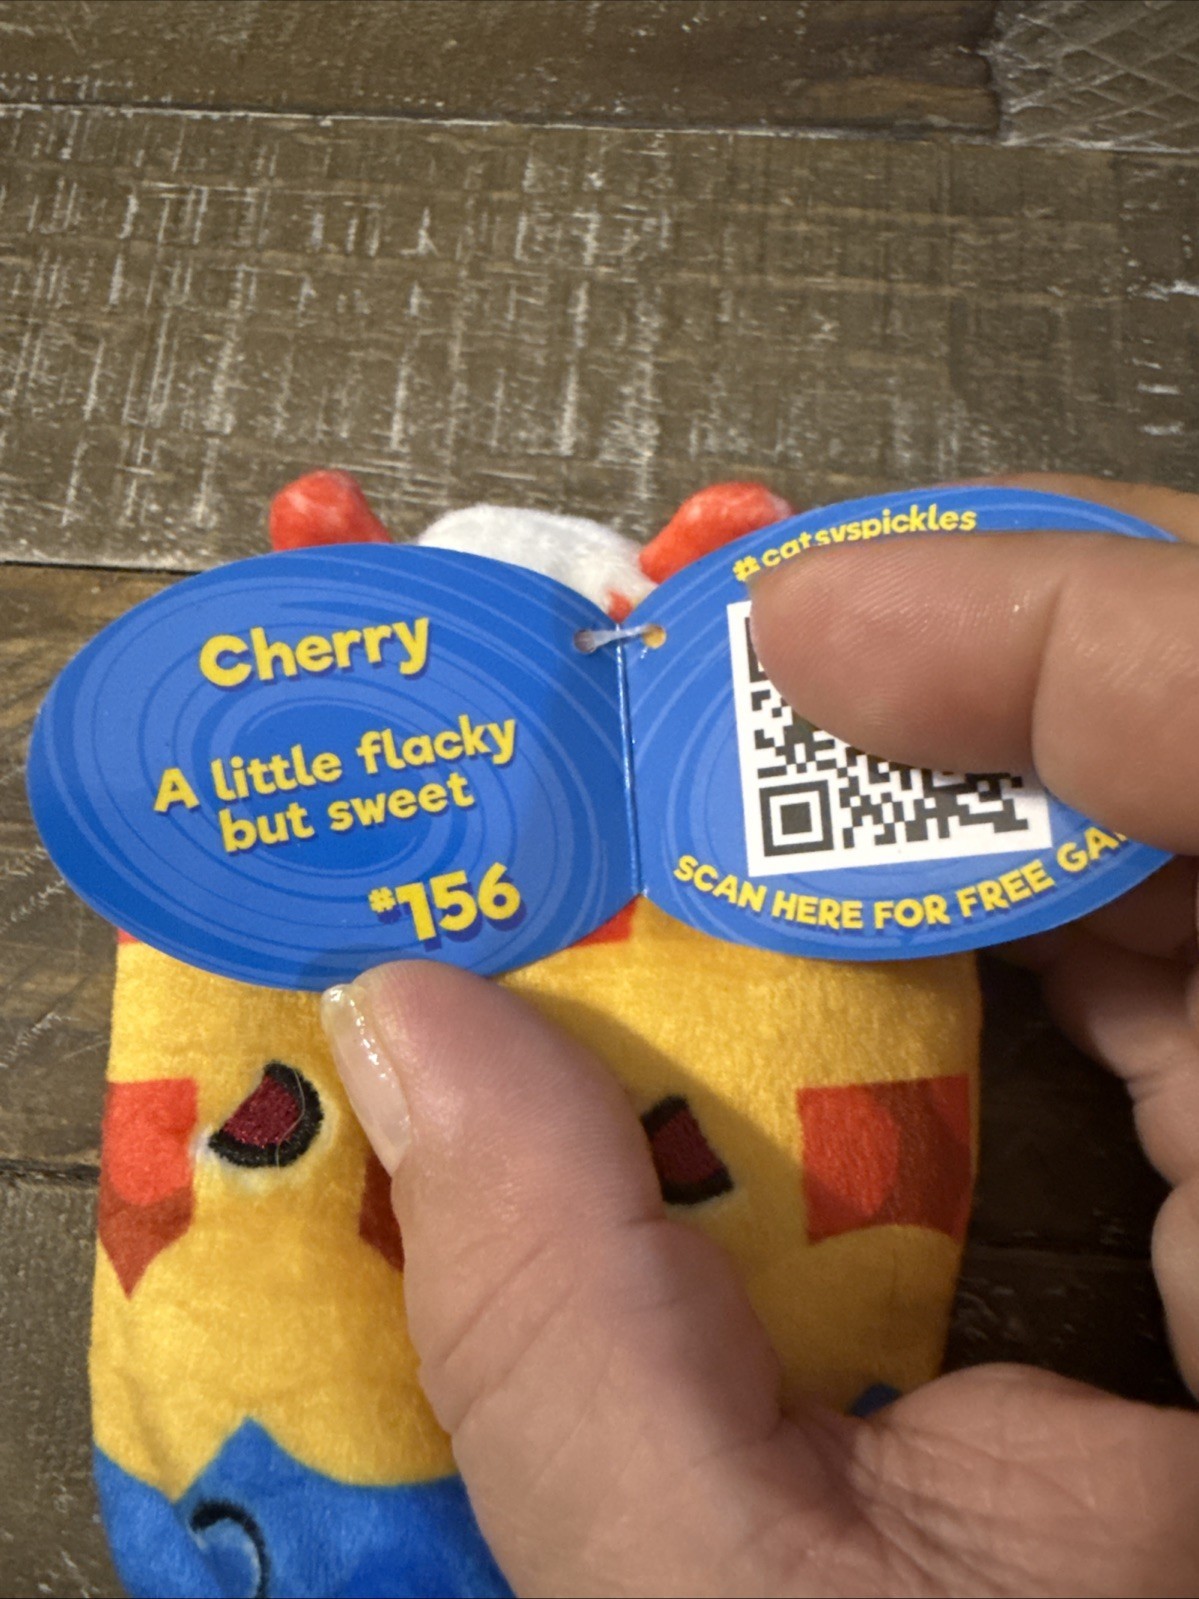 Cherry
A little flacky
but sweet
#156
#catsvspickles
SCAN HERE FOR FREE